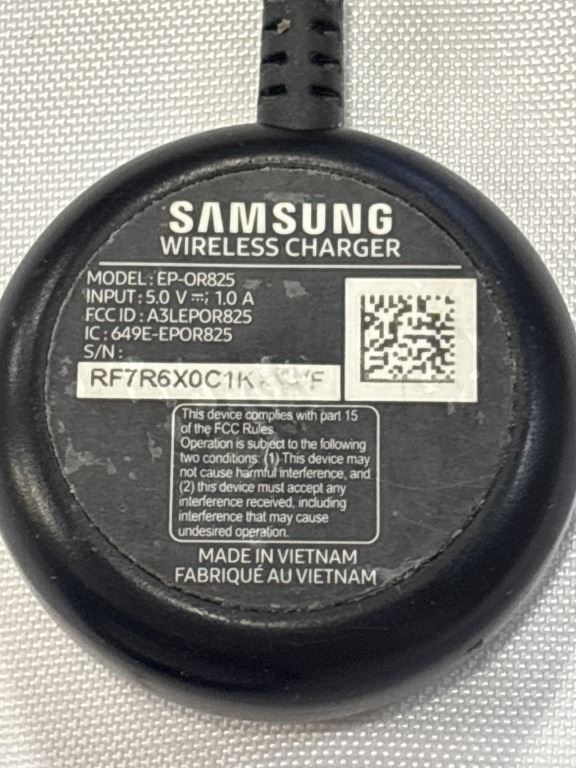 SAMSUNG
WIRELESS CHARGER
MODEL : EP-OR825
INPUT : 5.0 V ⎓; 1.0 A
FCC ID : A3LEPOR825
IC : 649E-EPOR825
S/N :
This device complies with part 15
of the FCC Rules.
Operation is subject to the following
two conditions: (1) This device may
not cause harmful interference, and
(2) this device must accept any
interference received, including
interference that may cause
undesired operation.
MADE IN VIETNAM
FABRIQUÉ AU VIETNAM